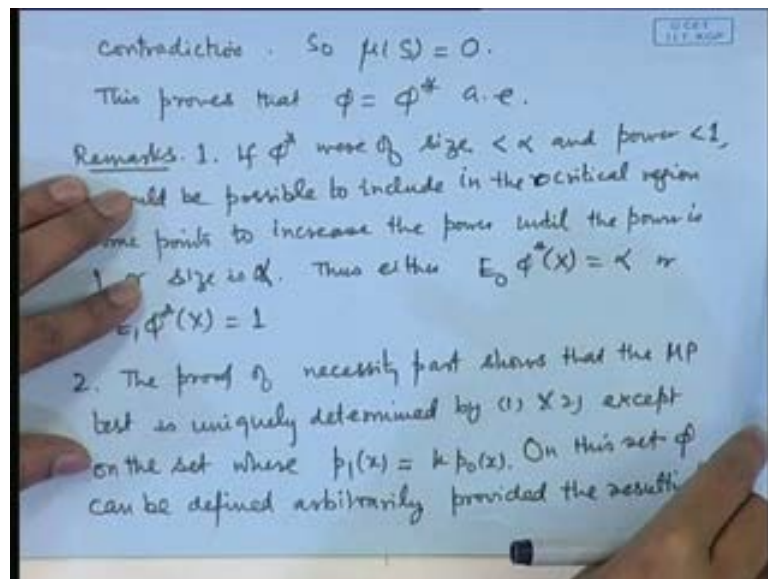 contradiction. So μ(S) = 0.
This proves that φ = φ* a.e.
Remarks. 1. If φ* were of size < α and power < 1,
be possible to include in the critical region
points to increase the power until the power is
1 or size is α. Thus either E₀ φ*(X) = α or
E₁ φ*(X) = 1
2. The proof of necessity part shows that the MP
test is uniquely determined by (1) & (2) except
on the set where p₁(x) = k p₀(x). On this set φ
can be defined arbitrarily provided the